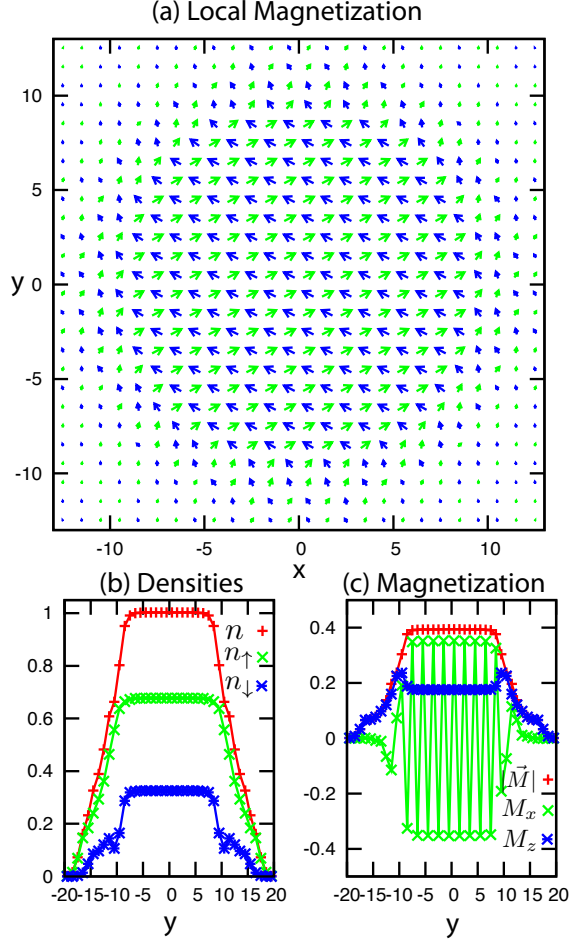 (a) Local Magnetization
10
5
y 0
-5
-10
-10 -5 0 5 10
x
(b) Densities
1
0.8
0.6
0.4
0.2
0
n
n↑
n↓
-20 -15 -10 -5 0 5 10 15 20
y
(c) Magnetization
0.4
0.2
0
-0.2
-0.4
|M⃗|
Mx
Mz
-20 -15 -10 -5 0 5 10 15 20
y